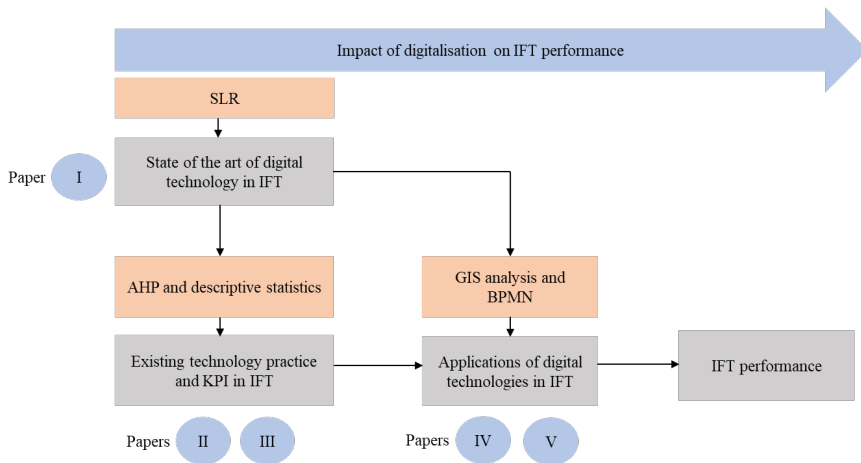 Impact of digitalisation on IFT performance
SLR
Paper I
State of the art of digital
technology in IFT
AHP and descriptive statistics
GIS analysis and
BPMN
Existing technology practice
and KPI in IFT
Applications of digital
technologies in IFT
IFT performance
Papers II III
Papers IV V